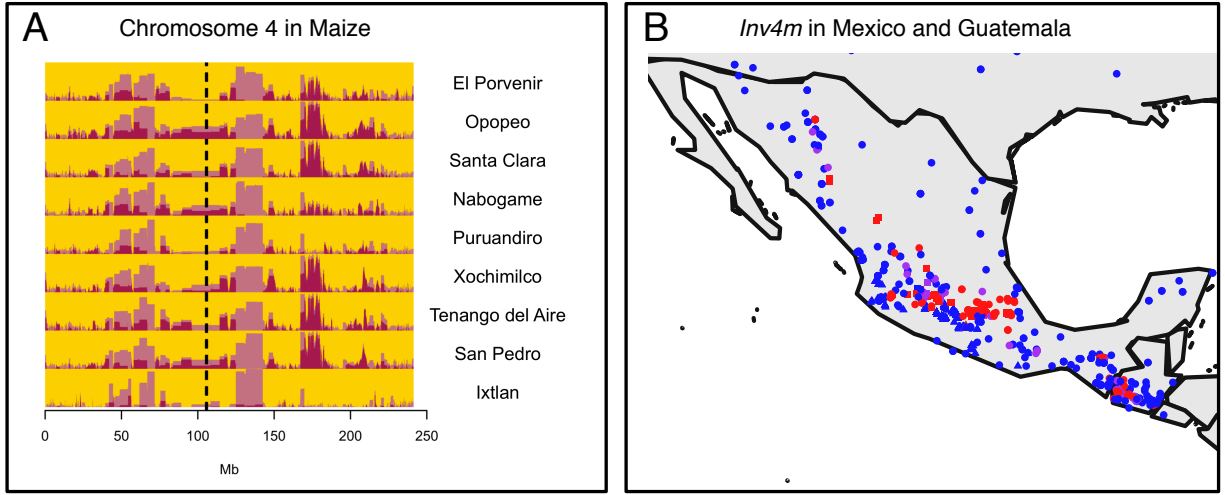 A
Chromosome 4 in Maize
El Porvenir
Opopeo
Santa Clara
Nabogame
Puruandiro
Xochimilco
Tenango del Aire
San Pedro
Ixtlan
0 50 100 150 200 250
Mb
B
Inv4m in Mexico and Guatemala